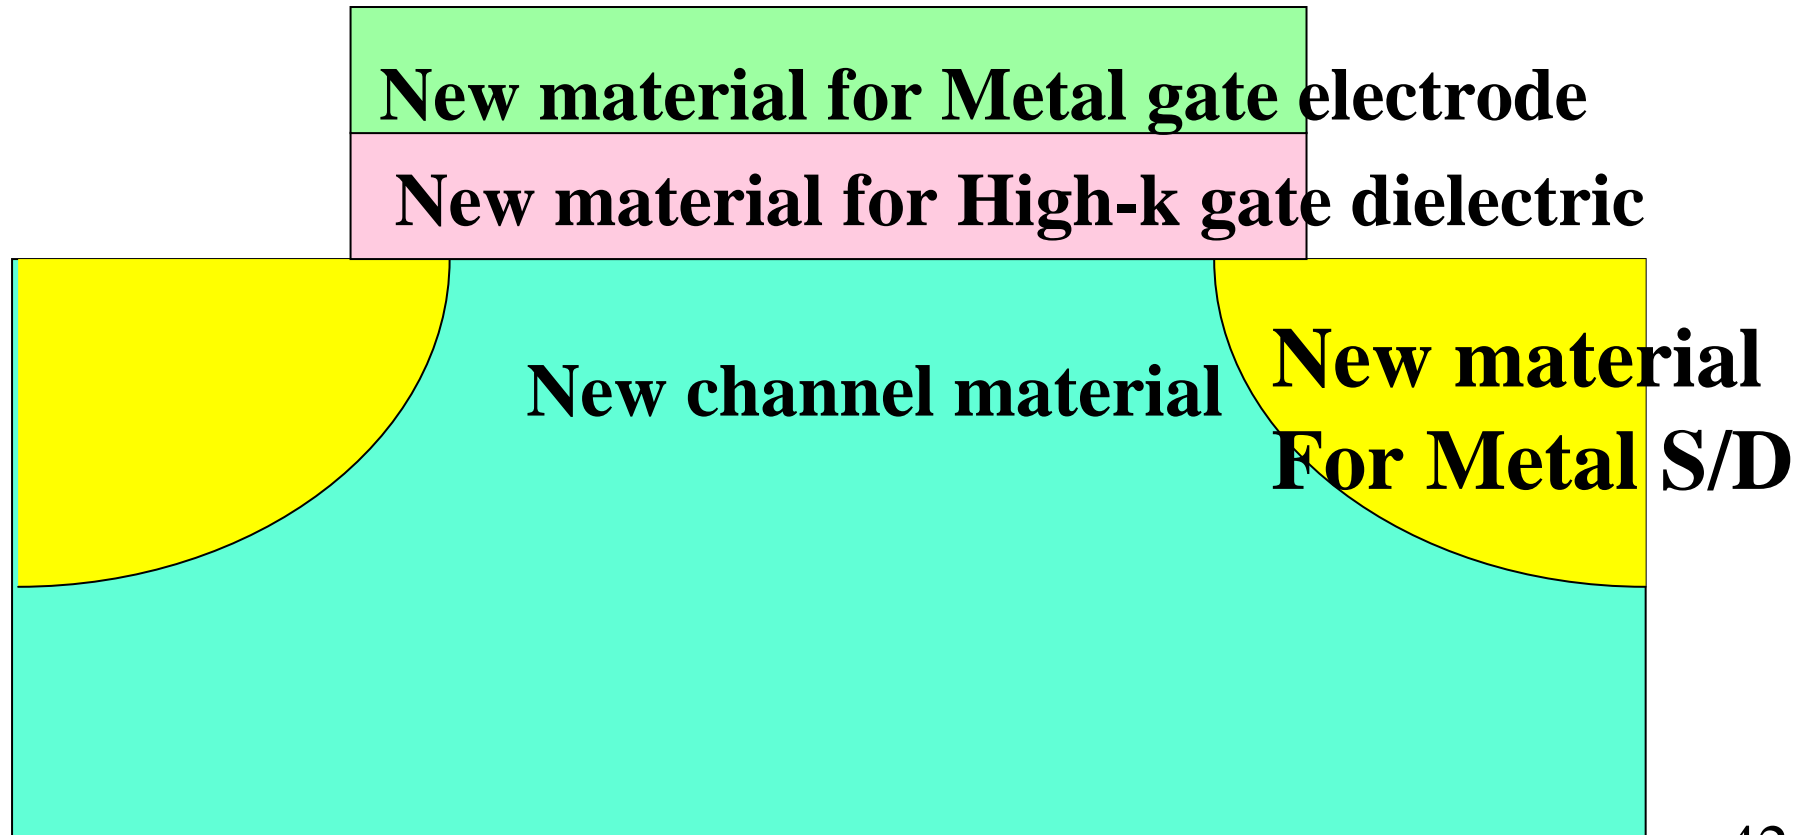 New material for Metal gate electrode
New material for High-k gate dielectric
New channel material
New material
For Metal S/D